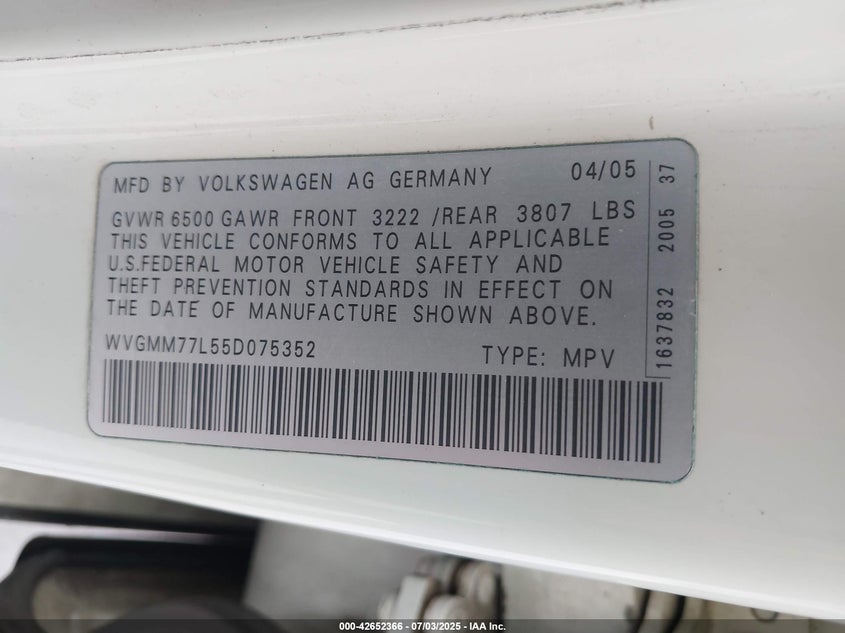 MFD BY VOLKSWAGEN AG GERMANY 04/05
GVWR 6500 GAWR FRONT 3222 /REAR 3807 LBS
THIS VEHICLE CONFORMS TO ALL APPLICABLE
U.S.FEDERAL MOTOR VEHICLE SAFETY AND
THEFT PREVENTION STANDARDS IN EFFECT ON
THE DATE OF MANUFACTURE SHOWN ABOVE.
WVGMM77L55D075352 TYPE: MPV
1637832 2005 37
000-42652366 - 07/03/2025 - IAA Inc.